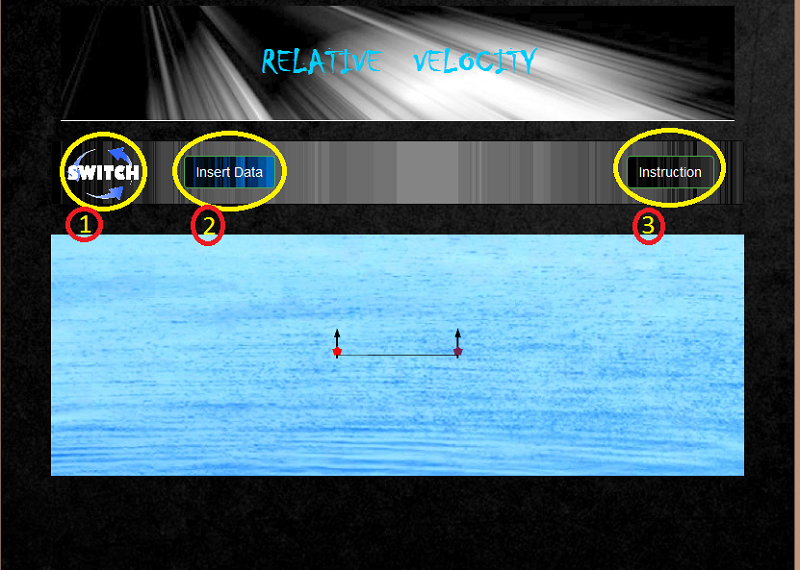 RELATIVE VELOCITY
SWITCH
Insert Data
Instruction
1
2
3